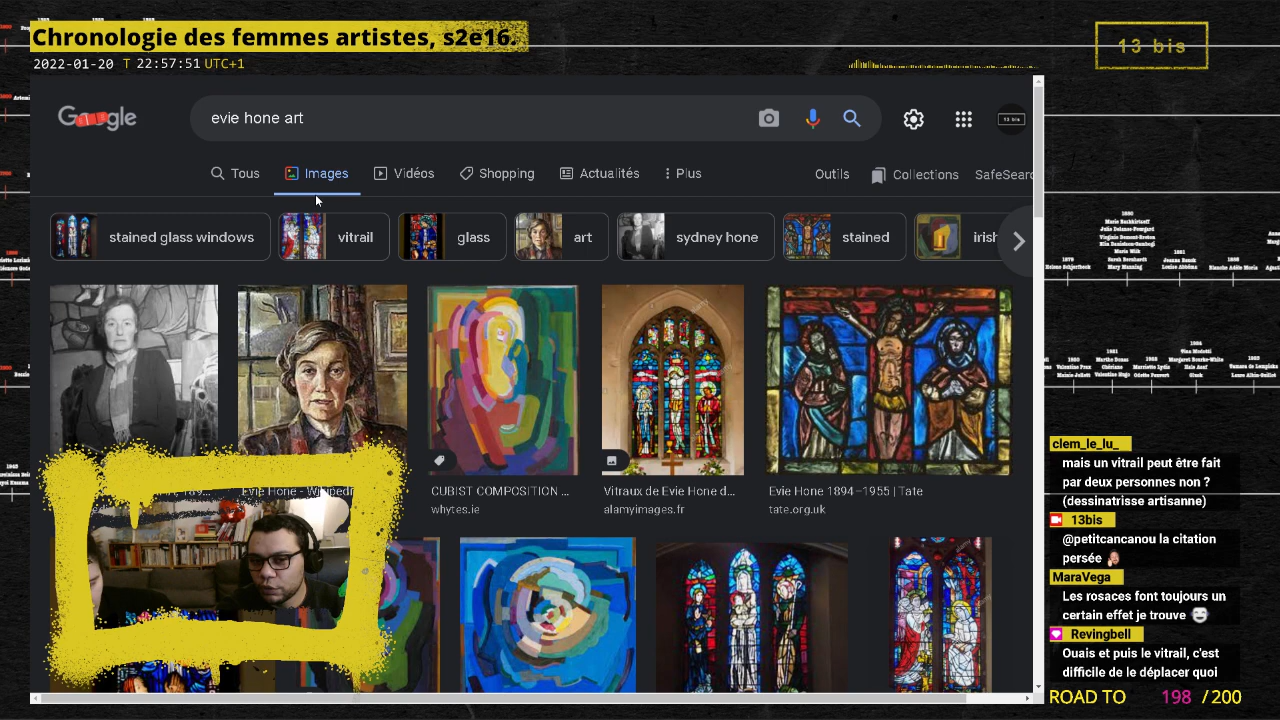 Chronologie des femmes artistes, s2e16.
2022-01-20 T 22:57:51 UTC+1
13 bis
Google
evie hone art
13 bis
Tous
Images
Vidéos
Shopping
Actualités
Plus
Outils
Collections
SafeSearc
stained glass windows
vitrail
glass
art
sydney hone
stained
irish
Evie Hone - Wikipedi
CUBIST COMPOSITION ...
whytes.ie
Vitraux de Evie Hone d...
alamyimages.fr
Evie Hone 1894–1955 | Tate
tate.org.uk
clem_le_lu_
mais un vitrail peut être fait
par deux personnes non ?
(dessinatrisse artisanne)
13bis
@petitcancanou la citation
persée
MaraVega
Les rosaces font toujours un
certain effet je trouve
Revingbell
Ouais et puis le vitrail, c'est
difficile de le déplacer quoi
ROAD TO 198 / 200